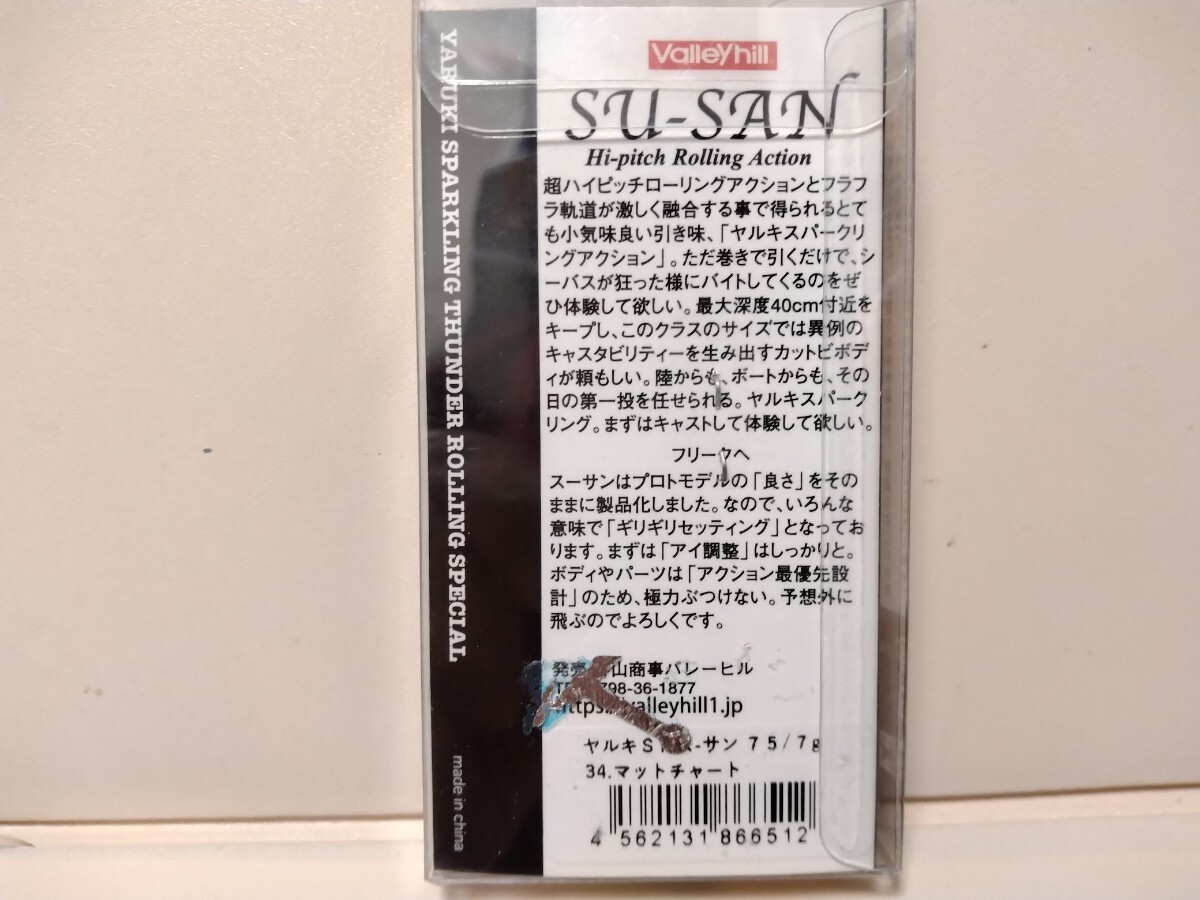 Valleyhill
SU-SAN
Hi-pitch Rolling Action
超ハイピッチローリングアクションとフラフ
ラ軌道が激しく融合する事で得られるとて
も小気味良い引き味、「ヤルキスパークリ
ングアクション」。ただ巻きで引くだけで、シ
ーバスが狂った様にバイトしてくるのをぜ
ひ体験して欲しい。最大深度40cm付近を
キープし、このクラスのサイズでは異例の
キャスタビリティーを生み出すカットビボデ
ィが頼もしい。陸からも、ボートからも、その
日の第一投を任せられる。ヤルキスパーク
リング。まずはキャストして体験して欲しい。
フリークへ
スーサンはプロトモデルの「良さ」をその
ままに製品化しました。なので、いろんな
意味で「ギリギリセッティング」となってお
ります。まずは「アイ調整」はしっかりと。
ボディやパーツは「アクション最優先設
計」のため、極力ぶつけない。予想外に
飛ぶのでよろしくです。
発売 山商事バレーヒル
798-36-1877
https valleyhill1.jp
ヤルキS -サン 75/7g
34.マットチャート
4 562131 866512
YARUKI SPARKLING THUNDER ROLLING SPECIAL
made in china